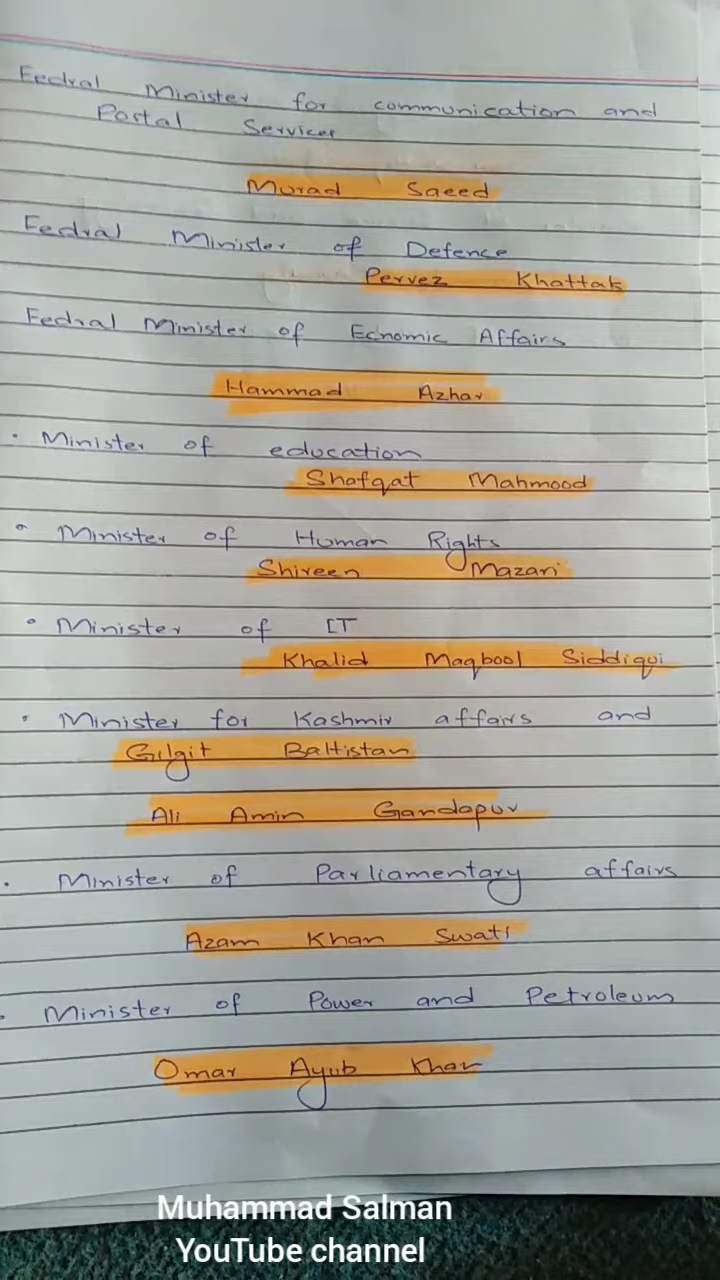 Fedral Minister for communication and
Postal Services
Murad Saeed
Fedral Minister of Defence
Pervez Khattak
Fedral Minister of Ecnomic Affairs
Hammad Azhar
• Minister of education
Shafqat Mahmood
• Minister of Human Rights
Shireen Mazari
• Minister of IT
Khalid Maqbool Siddiqui
• Minister for Kashmir affairs and
Gilgit Baltistan
Ali Amin Gandapur
• Minister of Parliamentary affairs
Azam Khan Swati
• Minister of Power and Petroleum
Omar Ayub Khan
Muhammad Salman
YouTube channel